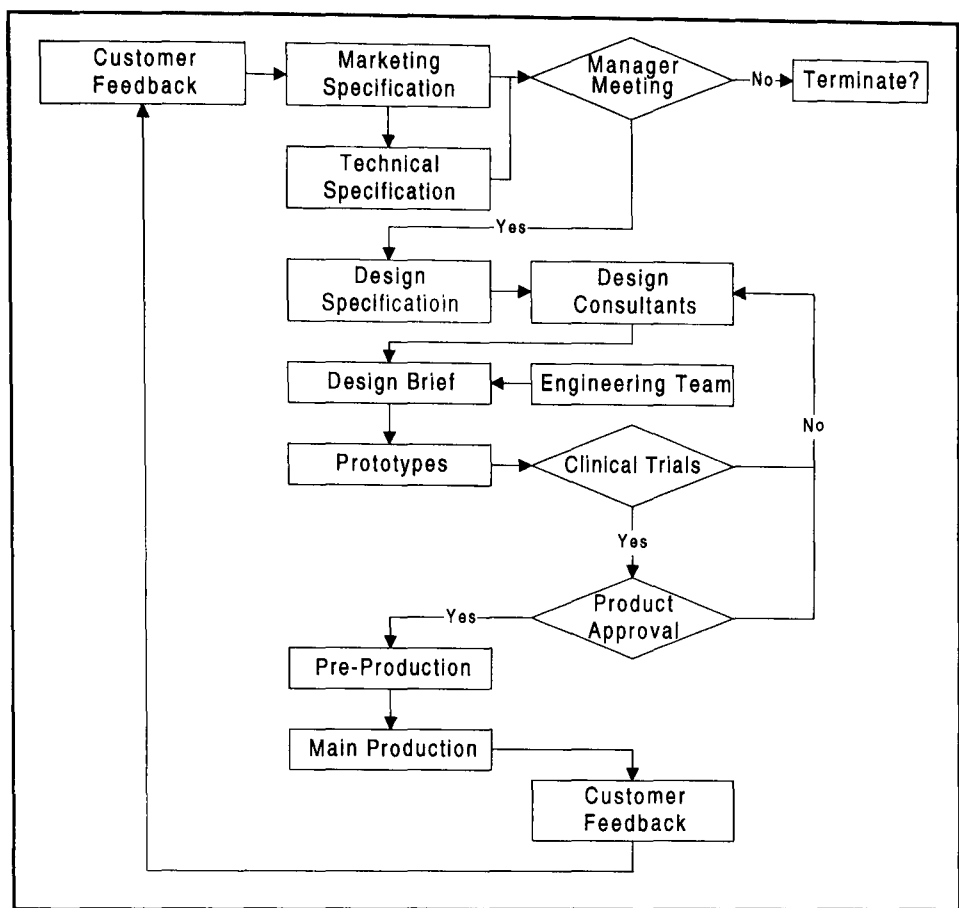 Customer
Feedback
Marketing
Specification
Manager
Meeting
No
Terminate?
Technical
Specification
Yes
Design
Specificatioin
Design
Consultants
Design Brief
Engineering Team
No
Prototypes
Clinical Trials
Yes
Product
Approval
Yes
Pre-Production
Main Production
Customer
Feedback